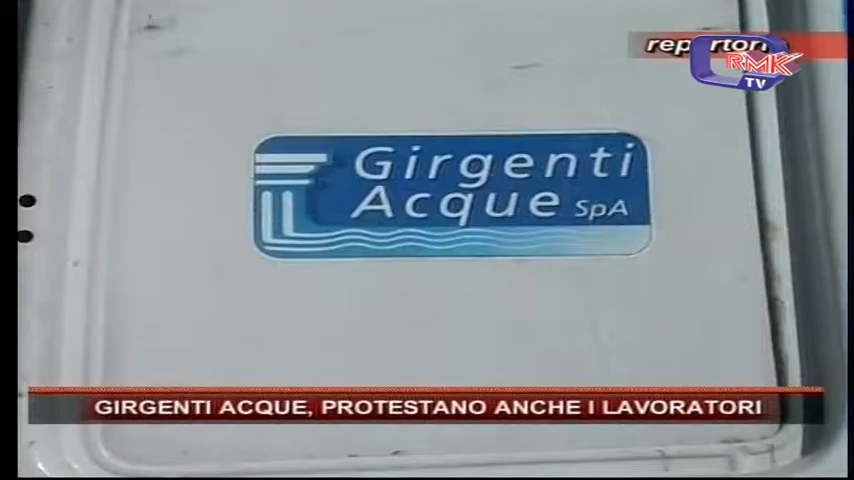 repertorio
RMK
TV
Girgenti
Acque SpA
GIRGENTI ACQUE, PROTESTANO ANCHE I LAVORATORI